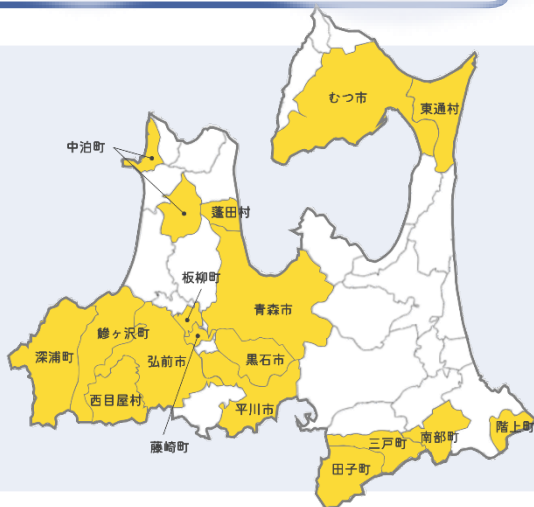 むつ市
東通村
中泊町
蓬田村
板柳町
青森市
鰺ヶ沢町
深浦町
弘前市
黒石市
西目屋村
平川市
藤崎町
階上町
南部町
三戸町
田子町